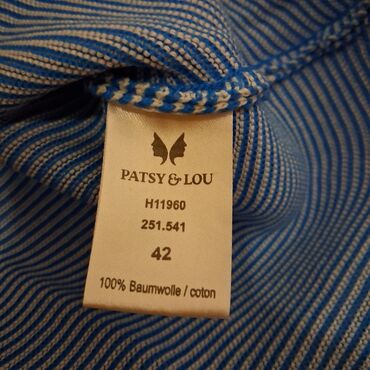 PATSY & LOU
H11960
251.541
42
100% Baumwolle / coton